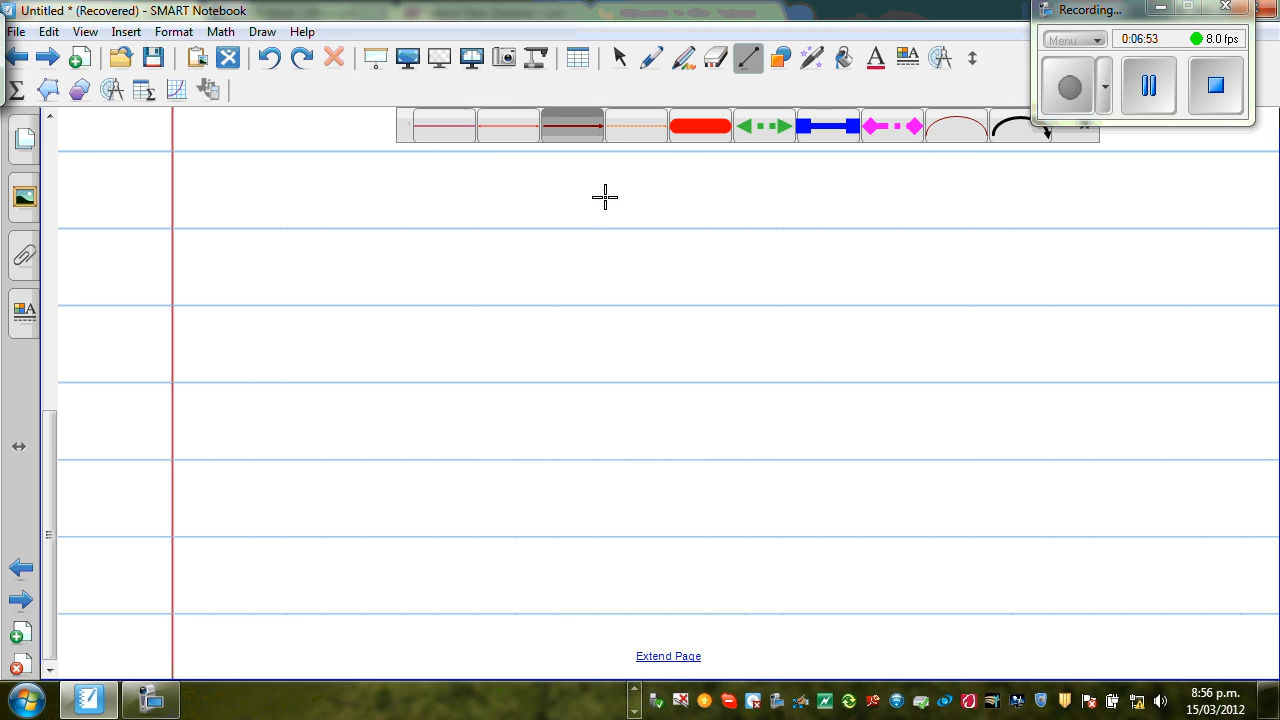 Untitled * (Recovered) - SMART Notebook
Recording...
File Edit View Insert Format Math Draw Help
Menu 0:06:53 8.0 fps
Extend Page
8:56 p.m.
15/03/2012